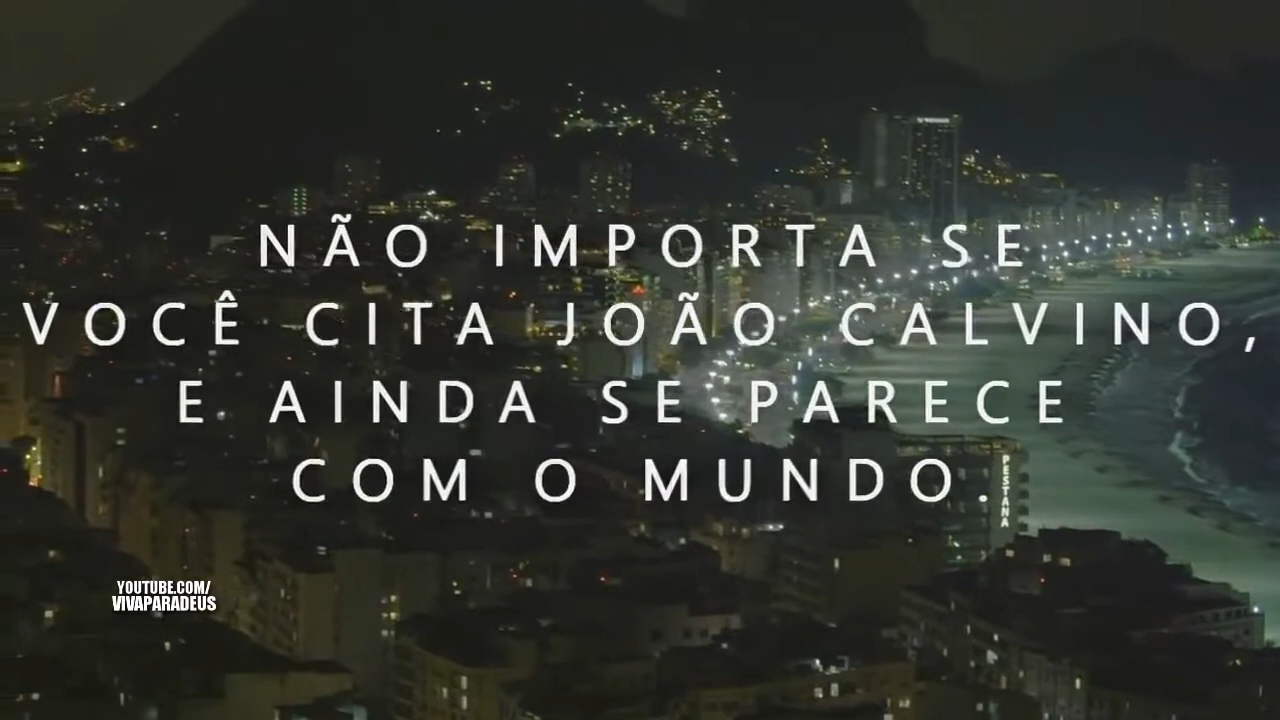 NÃO IMPORTA SE
VOCÊ CITA JOÃO CALVINO,
E AINDA SE PARECE
COM O MUNDO.
PESTANA
YOUTUBE.COM/
VIVAPARADEUS